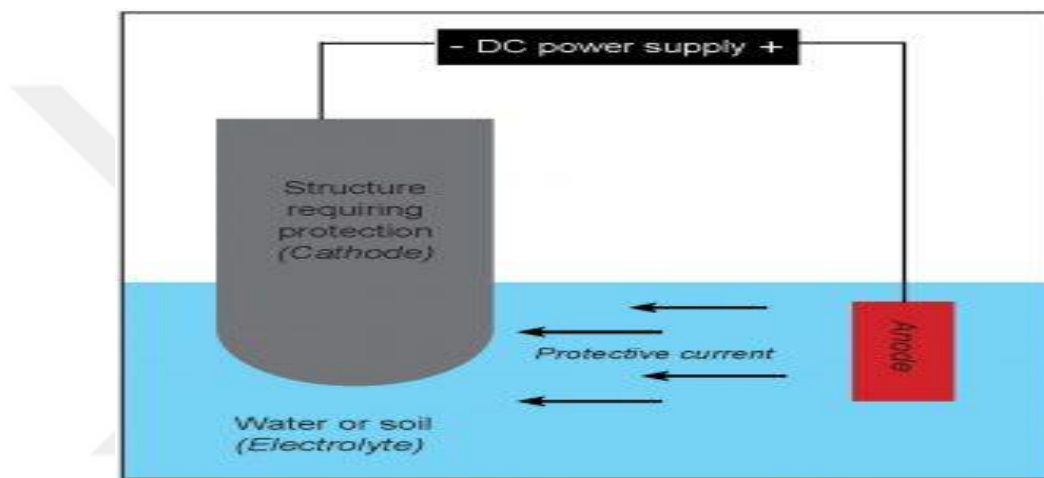 - DC power supply +
Structure
requiring
protection
(Cathode)
Anode
Protective current
Water or soil
(Electrolyte)